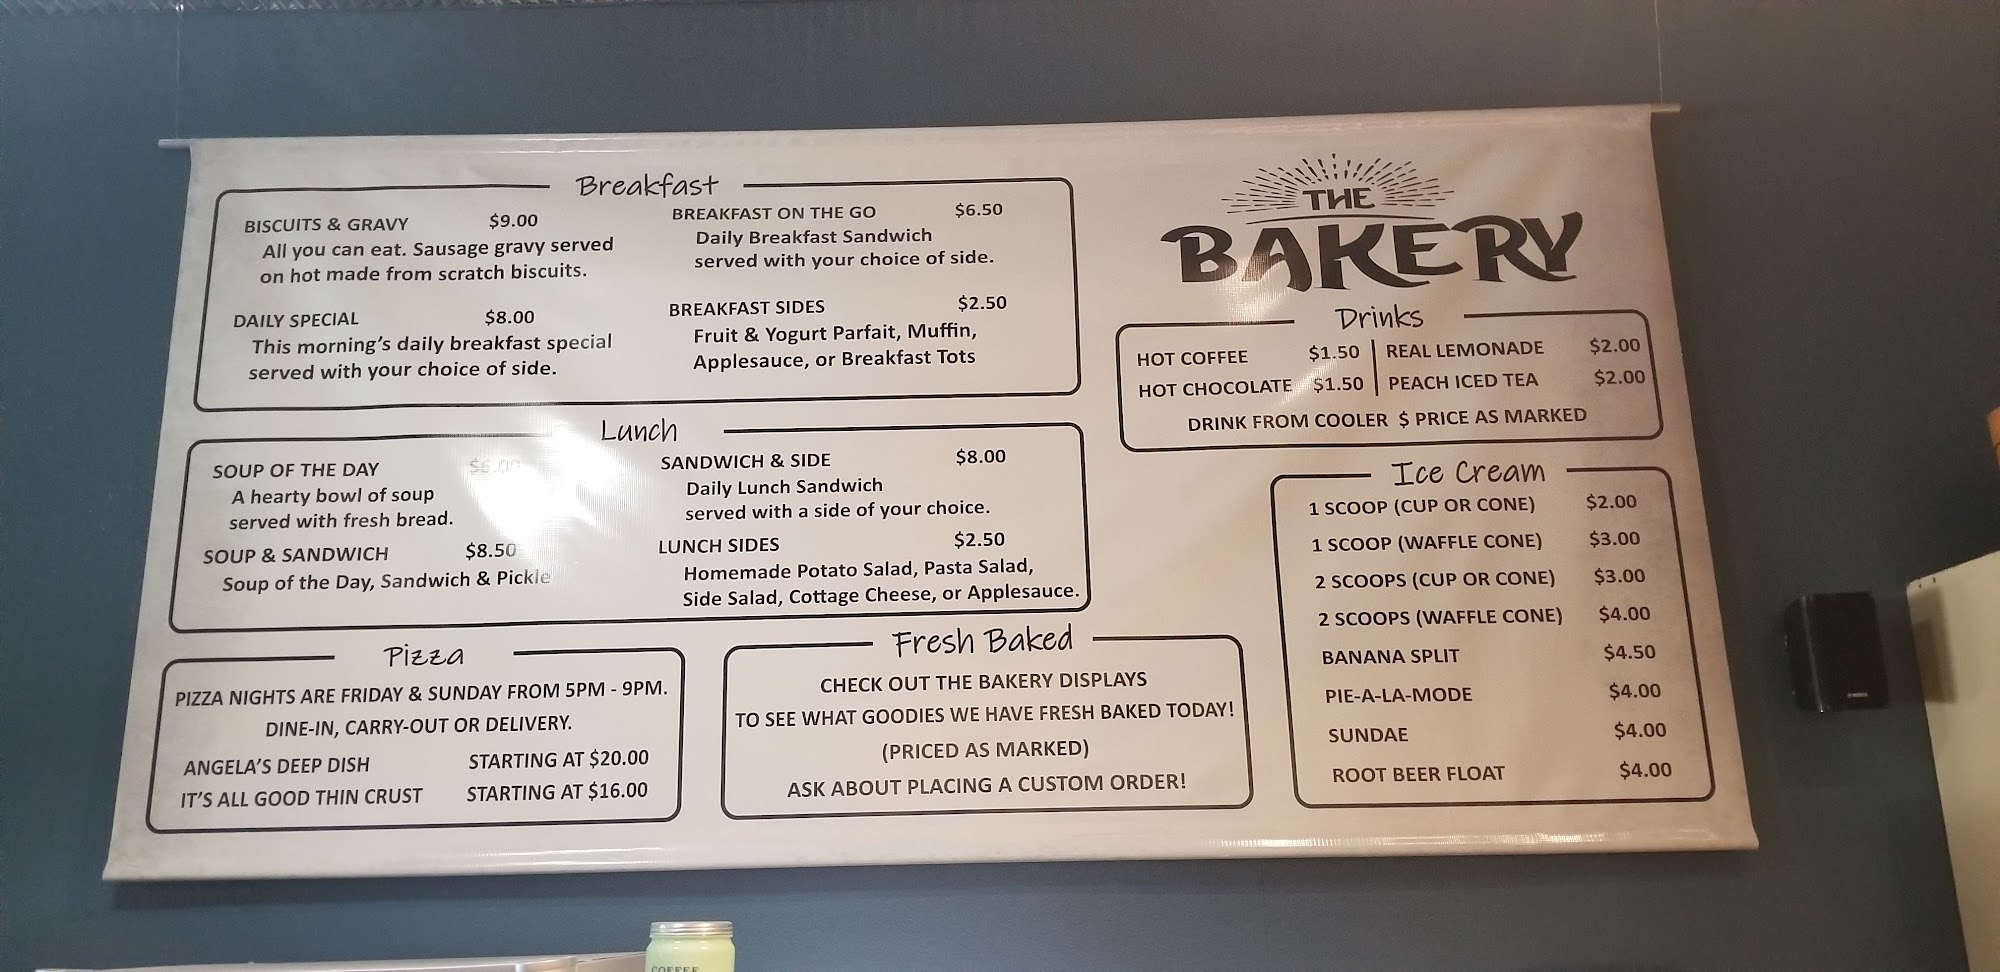 Breakfast
BISCUITS & GRAVY $9.00
All you can eat. Sausage gravy served
on hot made from scratch biscuits.
DAILY SPECIAL $8.00
This morning's daily breakfast special
served with your choice of side.
BREAKFAST ON THE GO $6.50
Daily Breakfast Sandwich
served with your choice of side.
BREAKFAST SIDES $2.50
Fruit & Yogurt Parfait, Muffin,
Applesauce, or Breakfast Tots
Lunch
SOUP OF THE DAY $6.00
A hearty bowl of soup
served with fresh bread.
SOUP & SANDWICH $8.50
Soup of the Day, Sandwich & Pickle
SANDWICH & SIDE $8.00
Daily Lunch Sandwich
served with a side of your choice.
LUNCH SIDES $2.50
Homemade Potato Salad, Pasta Salad,
Side Salad, Cottage Cheese, or Applesauce.
Pizza
PIZZA NIGHTS ARE FRIDAY & SUNDAY FROM 5PM - 9PM.
DINE-IN, CARRY-OUT OR DELIVERY.
ANGELA'S DEEP DISH STARTING AT $20.00
IT'S ALL GOOD THIN CRUST STARTING AT $16.00
Fresh Baked
CHECK OUT THE BAKERY DISPLAYS
TO SEE WHAT GOODIES WE HAVE FRESH BAKED TODAY!
(PRICED AS MARKED)
ASK ABOUT PLACING A CUSTOM ORDER!
THE
BAKERY
Drinks
HOT COFFEE $1.50 REAL LEMONADE $2.00
HOT CHOCOLATE $1.50 PEACH ICED TEA $2.00
DRINK FROM COOLER $ PRICE AS MARKED
Ice Cream
1 SCOOP (CUP OR CONE) $2.00
1 SCOOP (WAFFLE CONE) $3.00
2 SCOOPS (CUP OR CONE) $3.00
2 SCOOPS (WAFFLE CONE) $4.00
BANANA SPLIT $4.50
PIE-A-LA-MODE $4.00
SUNDAE $4.00
ROOT BEER FLOAT $4.00
COFFEE